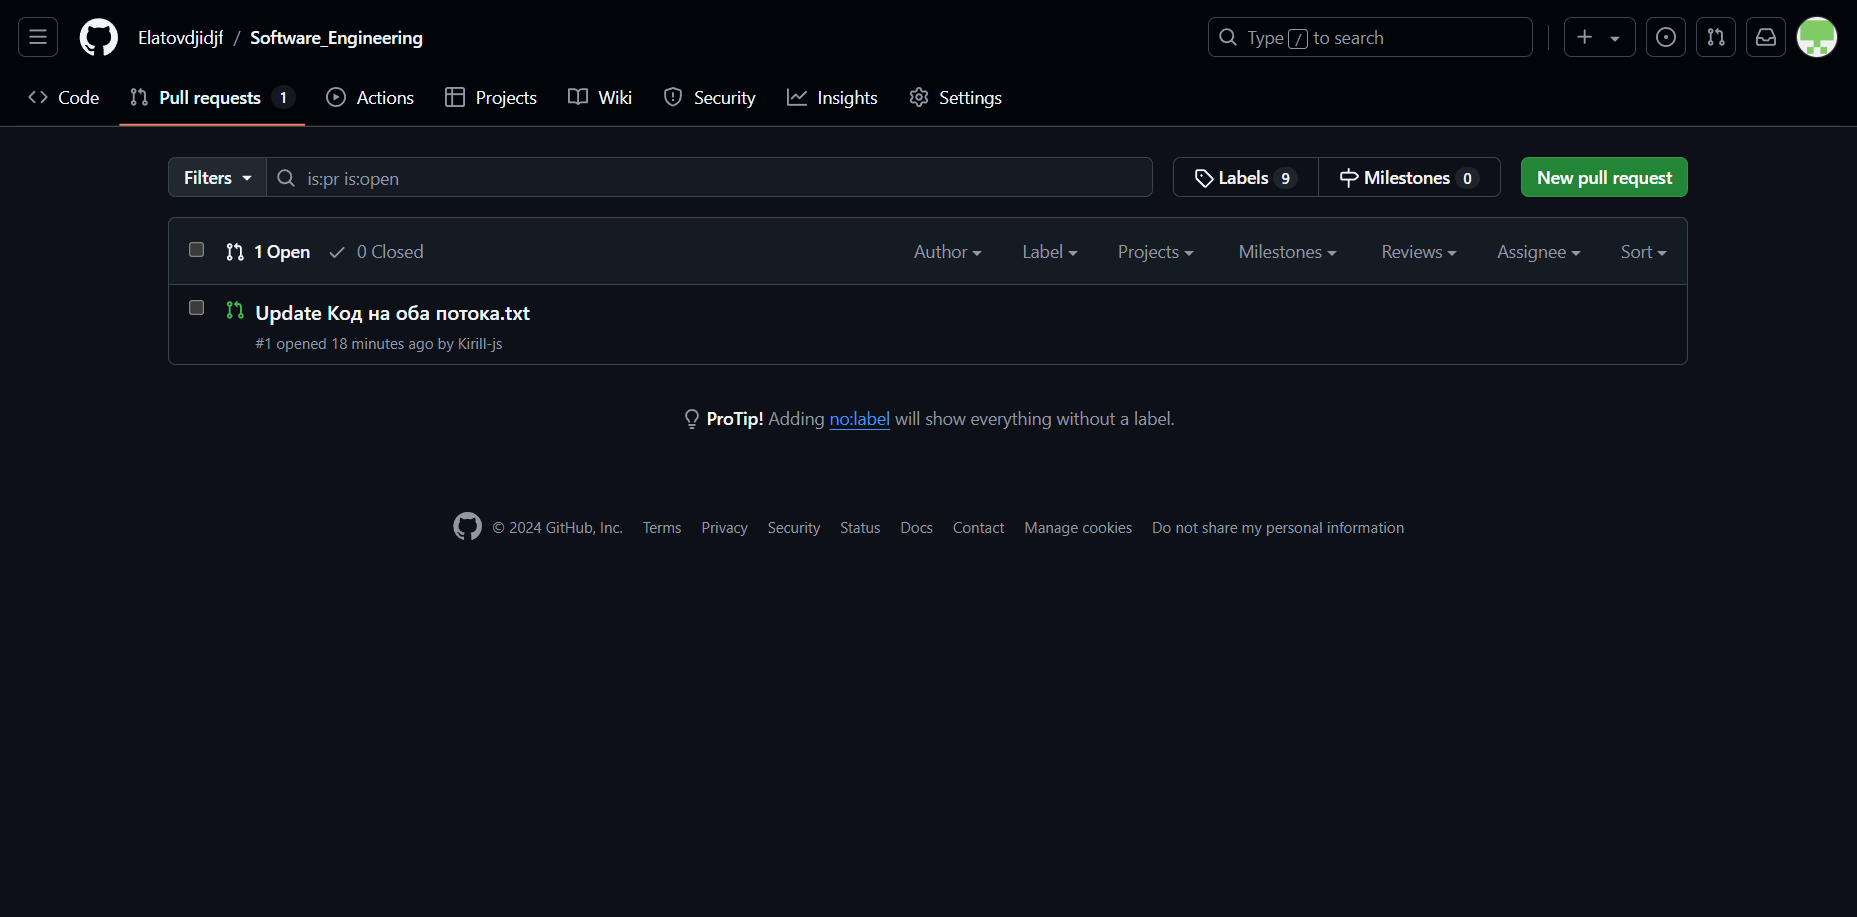 Elatovdjidjf / Software_Engineering Type / to search
Code Pull requests 1 Actions Projects Wiki Security Insights Settings
Filters is:pr is:open Labels 9 Milestones 0 New pull request
1 Open 0 Closed Author Label Projects Milestones Reviews Assignee Sort
Update Код на оба потока.txt
#1 opened 18 minutes ago by Kirill-js
ProTip! Adding no:label will show everything without a label.
© 2024 GitHub, Inc. Terms Privacy Security Status Docs Contact Manage cookies Do not share my personal information